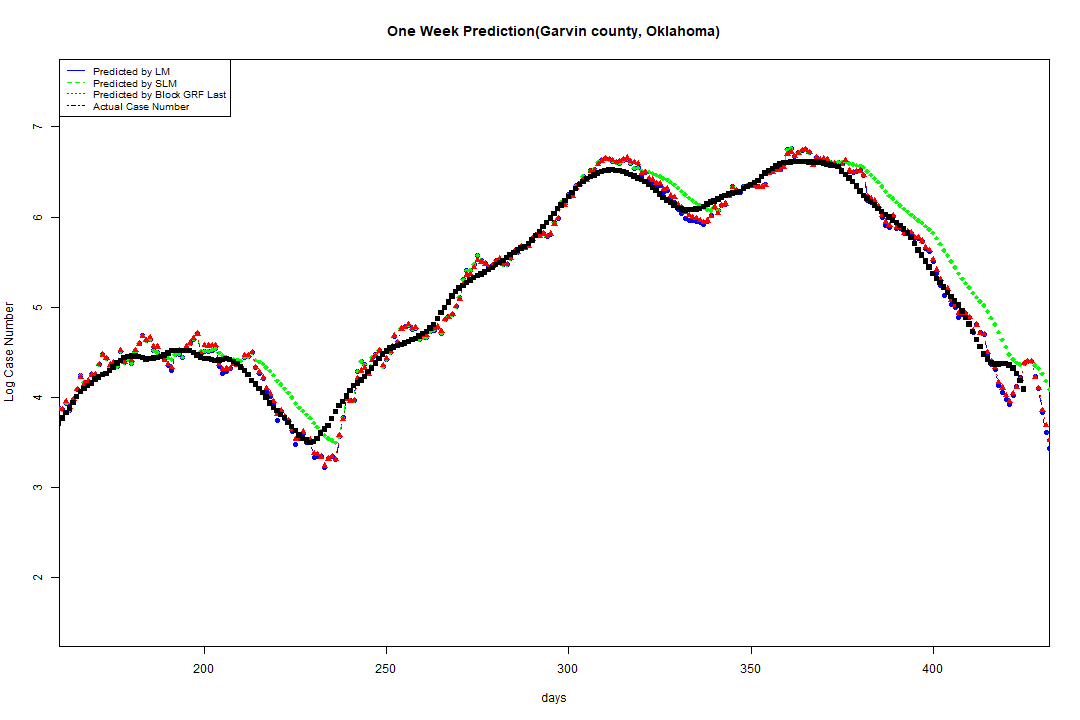 One Week Prediction(Garvin county, Oklahoma)
Predicted by LM
Predicted by SLM
Predicted by Block GRF Last
Actual Case Number
7
6
5
4
3
2
Log Case Number
200 250 300 350 400
days